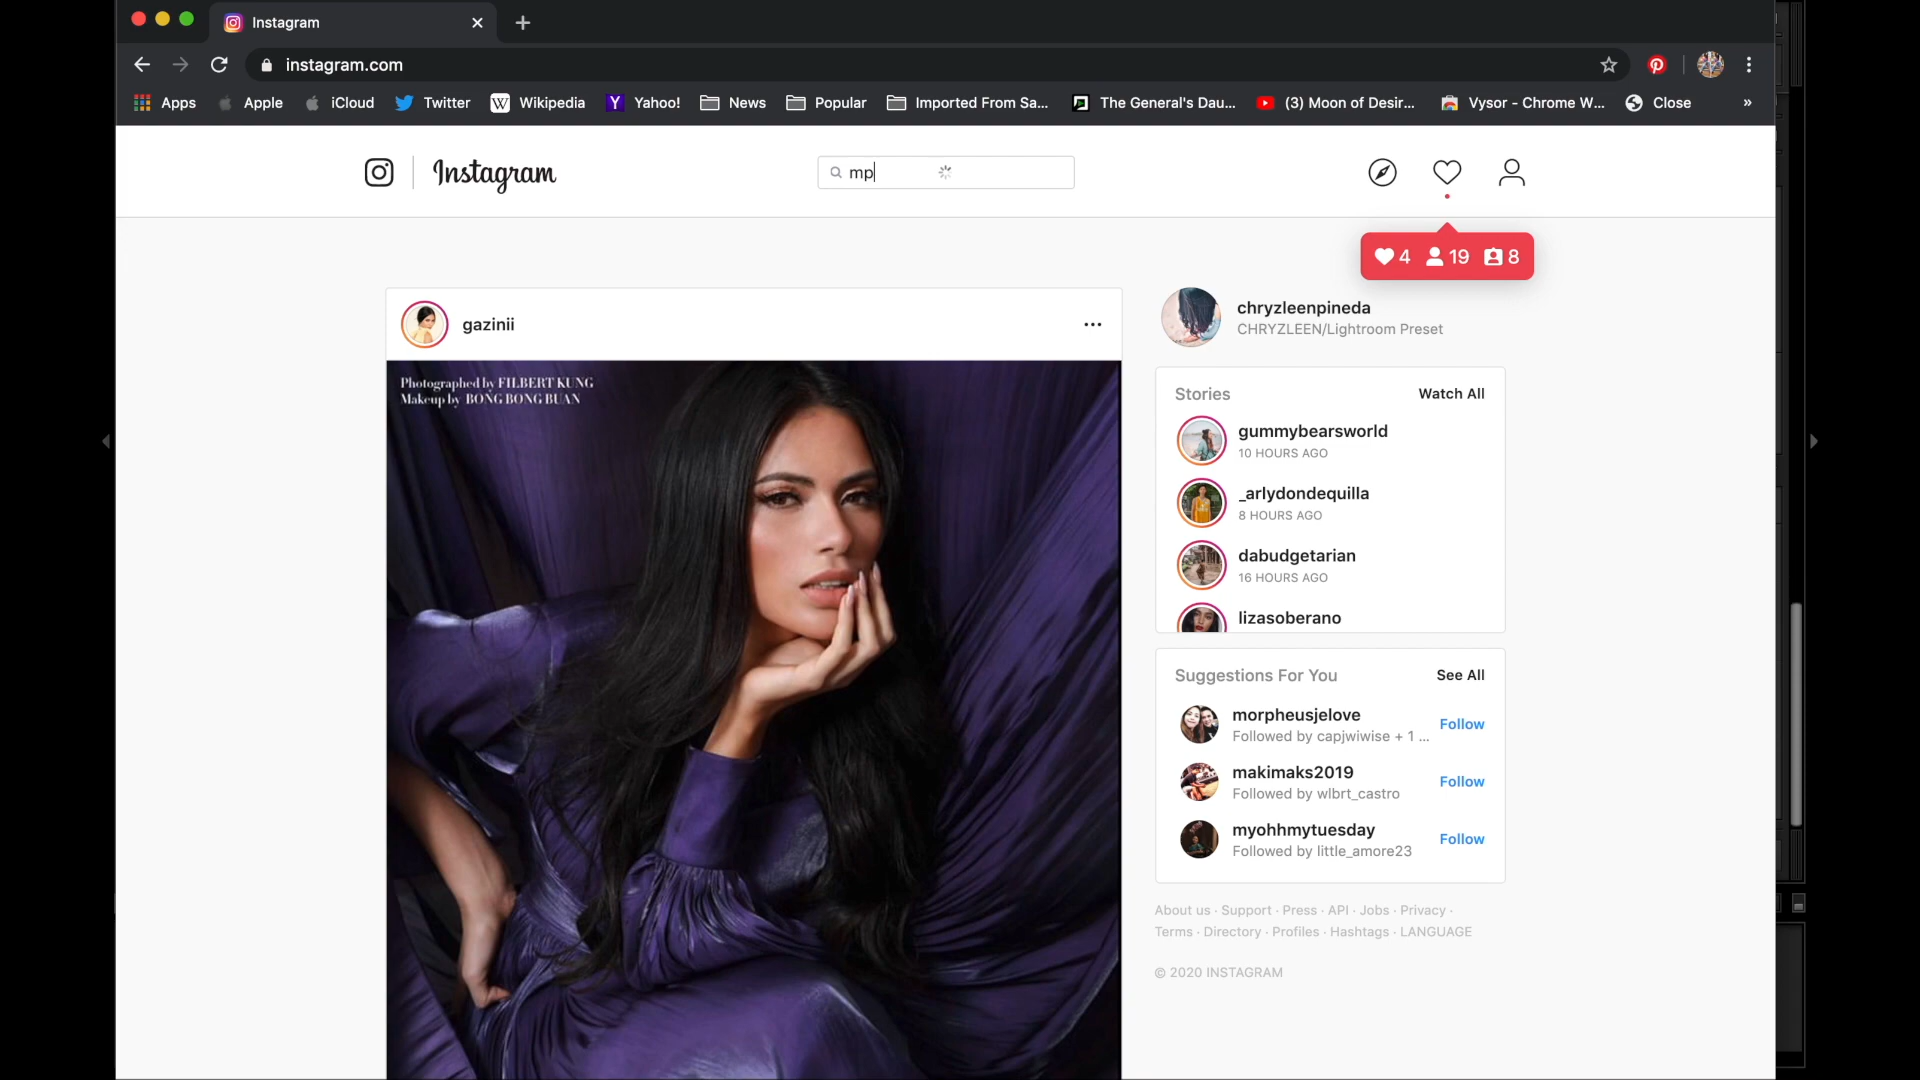 Instagram
instagram.com
Apps
Apple
iCloud
Twitter
Wikipedia
Yahoo!
News
Popular
Imported From Sa...
The General's Dau...
(3) Moon of Desir...
Vysor - Chrome W...
Close
»
Instagram
mp
4 19 8
gazinii
Photographed by FILBERT KUNG
Makeup by BONG BONG BUAN
chryzleenpineda
CHRYZLEEN/Lightroom Preset
Stories Watch All
gummybearsworld
10 HOURS AGO
_arlydondequilla
8 HOURS AGO
dabudgetarian
16 HOURS AGO
lizasoberano
Suggestions For You See All
morpheusjelove
Followed by capjwiwise + 1 ...
Follow
makimaks2019
Followed by wlbrt_castro
Follow
myohhmytuesday
Followed by little_amore23
Follow
About us · Support · Press · API · Jobs · Privacy ·
Terms · Directory · Profiles · Hashtags · LANGUAGE
© 2020 INSTAGRAM